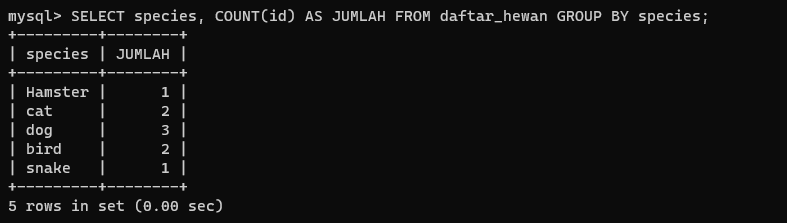 mysql> SELECT species, COUNT(id) AS JUMLAH FROM daftar_hewan GROUP BY species;
+---------+--------+
| species | JUMLAH |
+---------+--------+
| Hamster |      1 |
| cat     |      2 |
| dog     |      3 |
| bird    |      2 |
| snake   |      1 |
+---------+--------+
5 rows in set (0.00 sec)